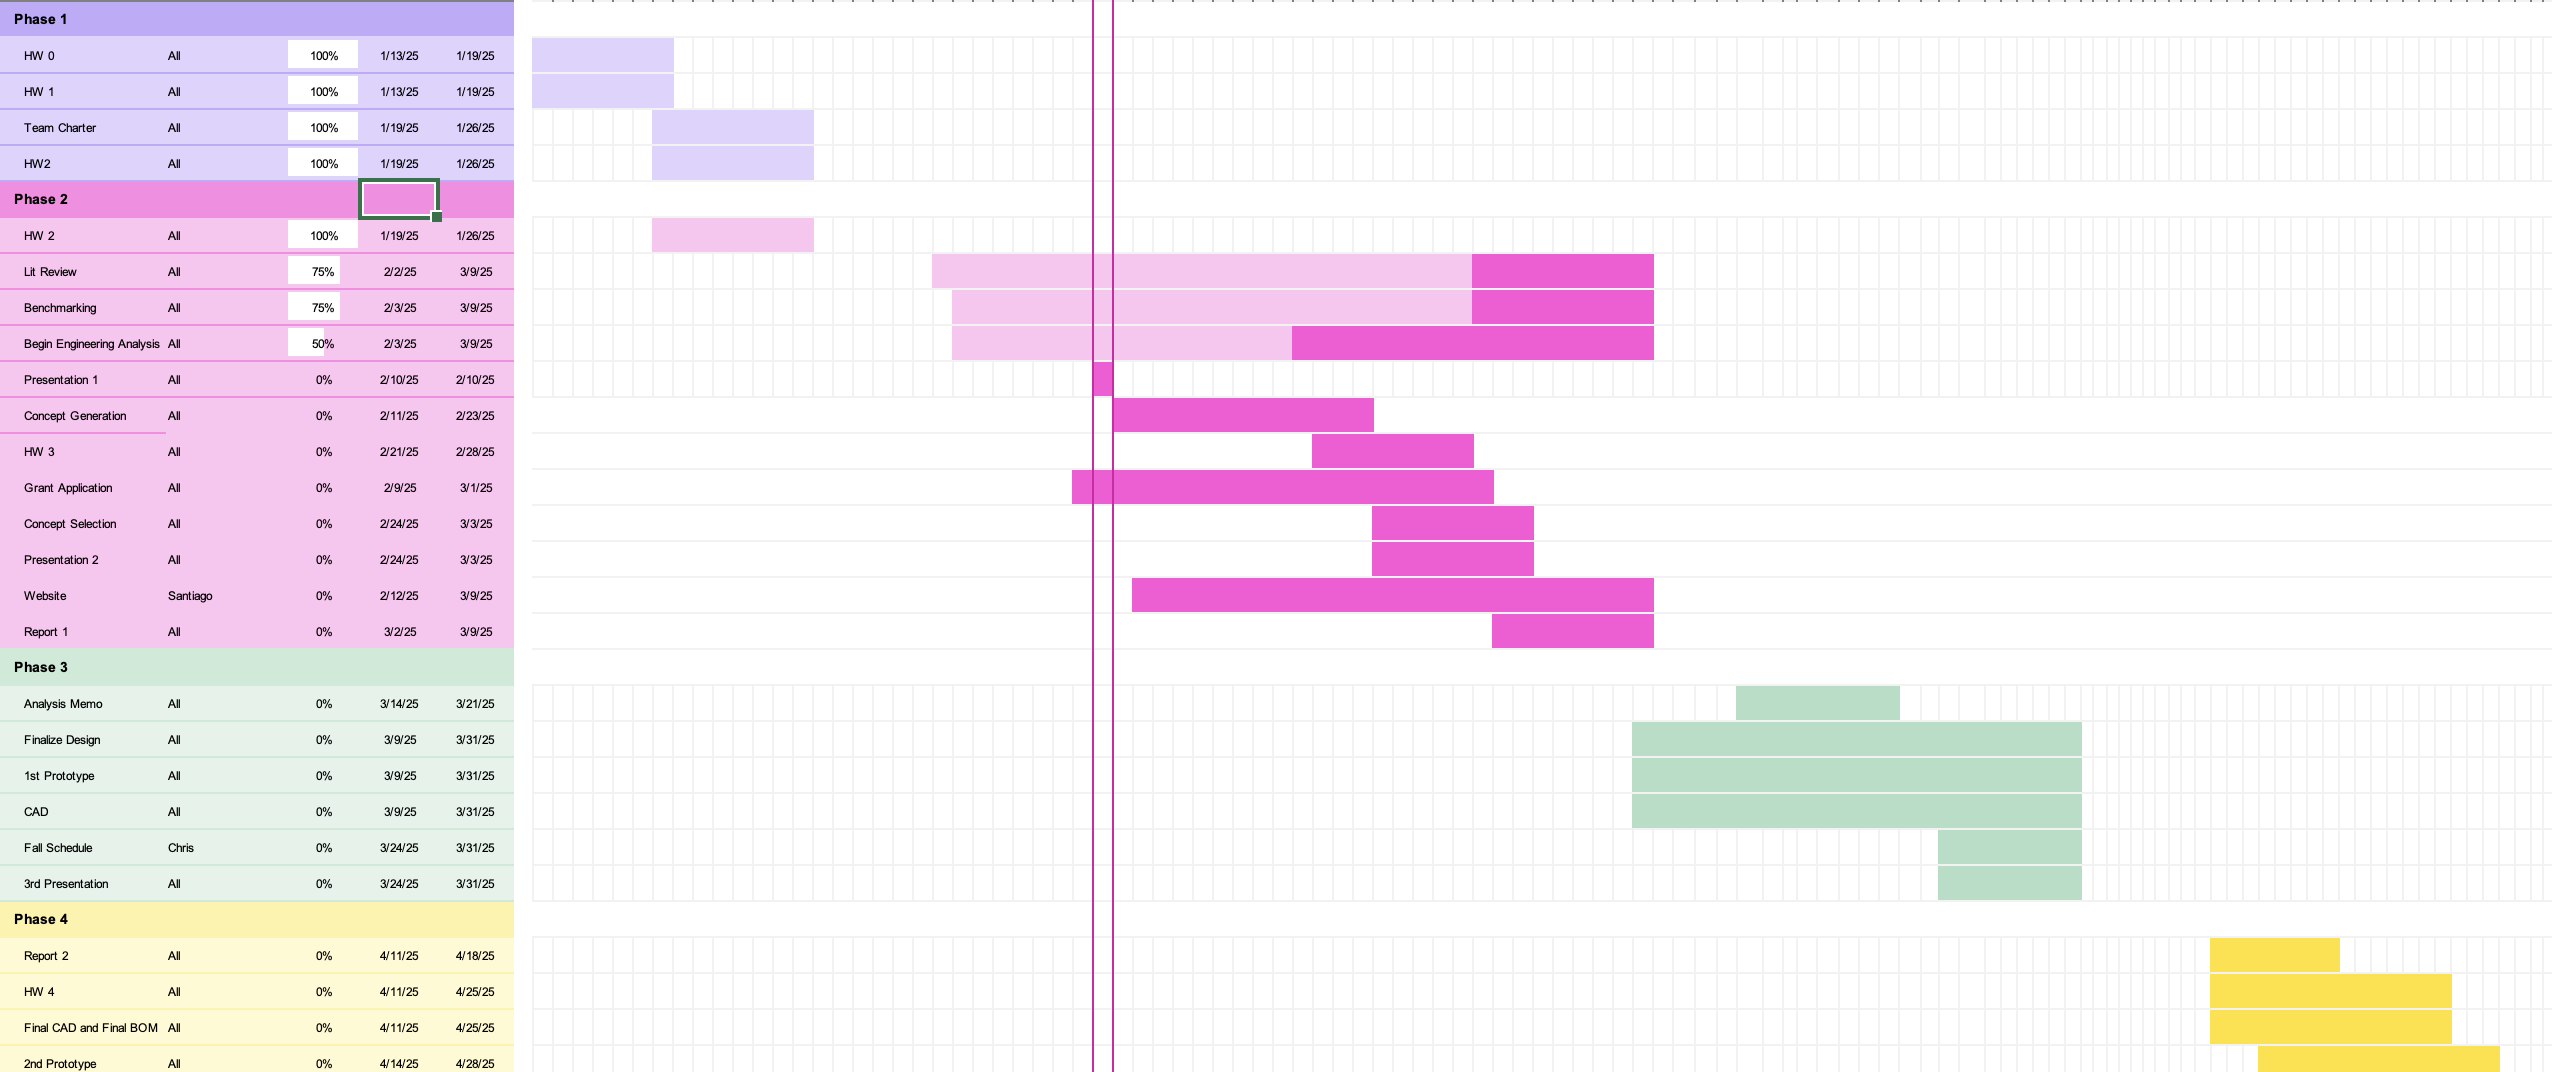 Phase 1
HW 0 All 100% 1/13/25 1/19/25
HW 1 All 100% 1/13/25 1/19/25
Team Charter All 100% 1/19/25 1/26/25
HW2 All 100% 1/19/25 1/26/25
Phase 2
HW 2 All 100% 1/19/25 1/26/25
Lit Review All 75% 2/2/25 3/9/25
Benchmarking All 75% 2/3/25 3/9/25
Begin Engineering Analysis All 50% 2/3/25 3/9/25
Presentation 1 All 0% 2/10/25 2/10/25
Concept Generation All 0% 2/11/25 2/23/25
HW 3 All 0% 2/21/25 2/28/25
Grant Application All 0% 2/9/25 3/1/25
Concept Selection All 0% 2/24/25 3/3/25
Presentation 2 All 0% 2/24/25 3/3/25
Website Santiago 0% 2/12/25 3/9/25
Report 1 All 0% 3/2/25 3/9/25
Phase 3
Analysis Memo All 0% 3/14/25 3/21/25
Finalize Design All 0% 3/9/25 3/31/25
1st Prototype All 0% 3/9/25 3/31/25
CAD All 0% 3/9/25 3/31/25
Fall Schedule Chris 0% 3/24/25 3/31/25
3rd Presentation All 0% 3/24/25 3/31/25
Phase 4
Report 2 All 0% 4/11/25 4/18/25
HW 4 All 0% 4/11/25 4/25/25
Final CAD and Final BOM All 0% 4/11/25 4/25/25
2nd Prototype All 0% 4/14/25 4/28/25